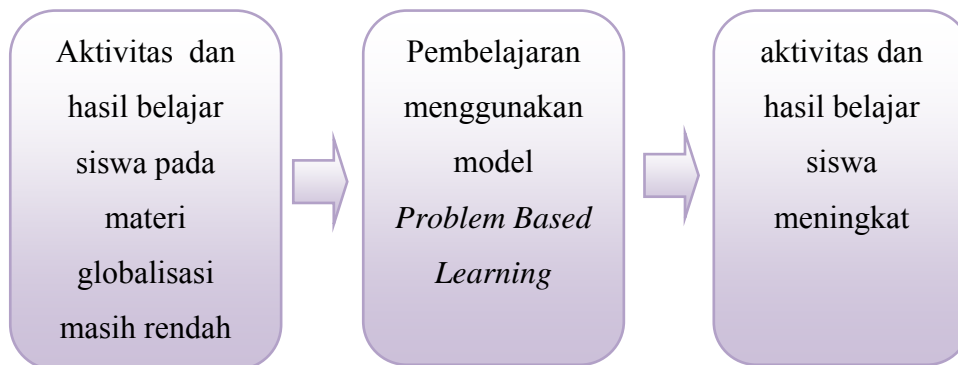 Aktivitas dan
hasil belajar
siswa pada
materi
globalisasi
masih rendah
Pembelajaran
menggunakan
model
Problem Based
Learning
aktivitas dan
hasil belajar
siswa
meningkat